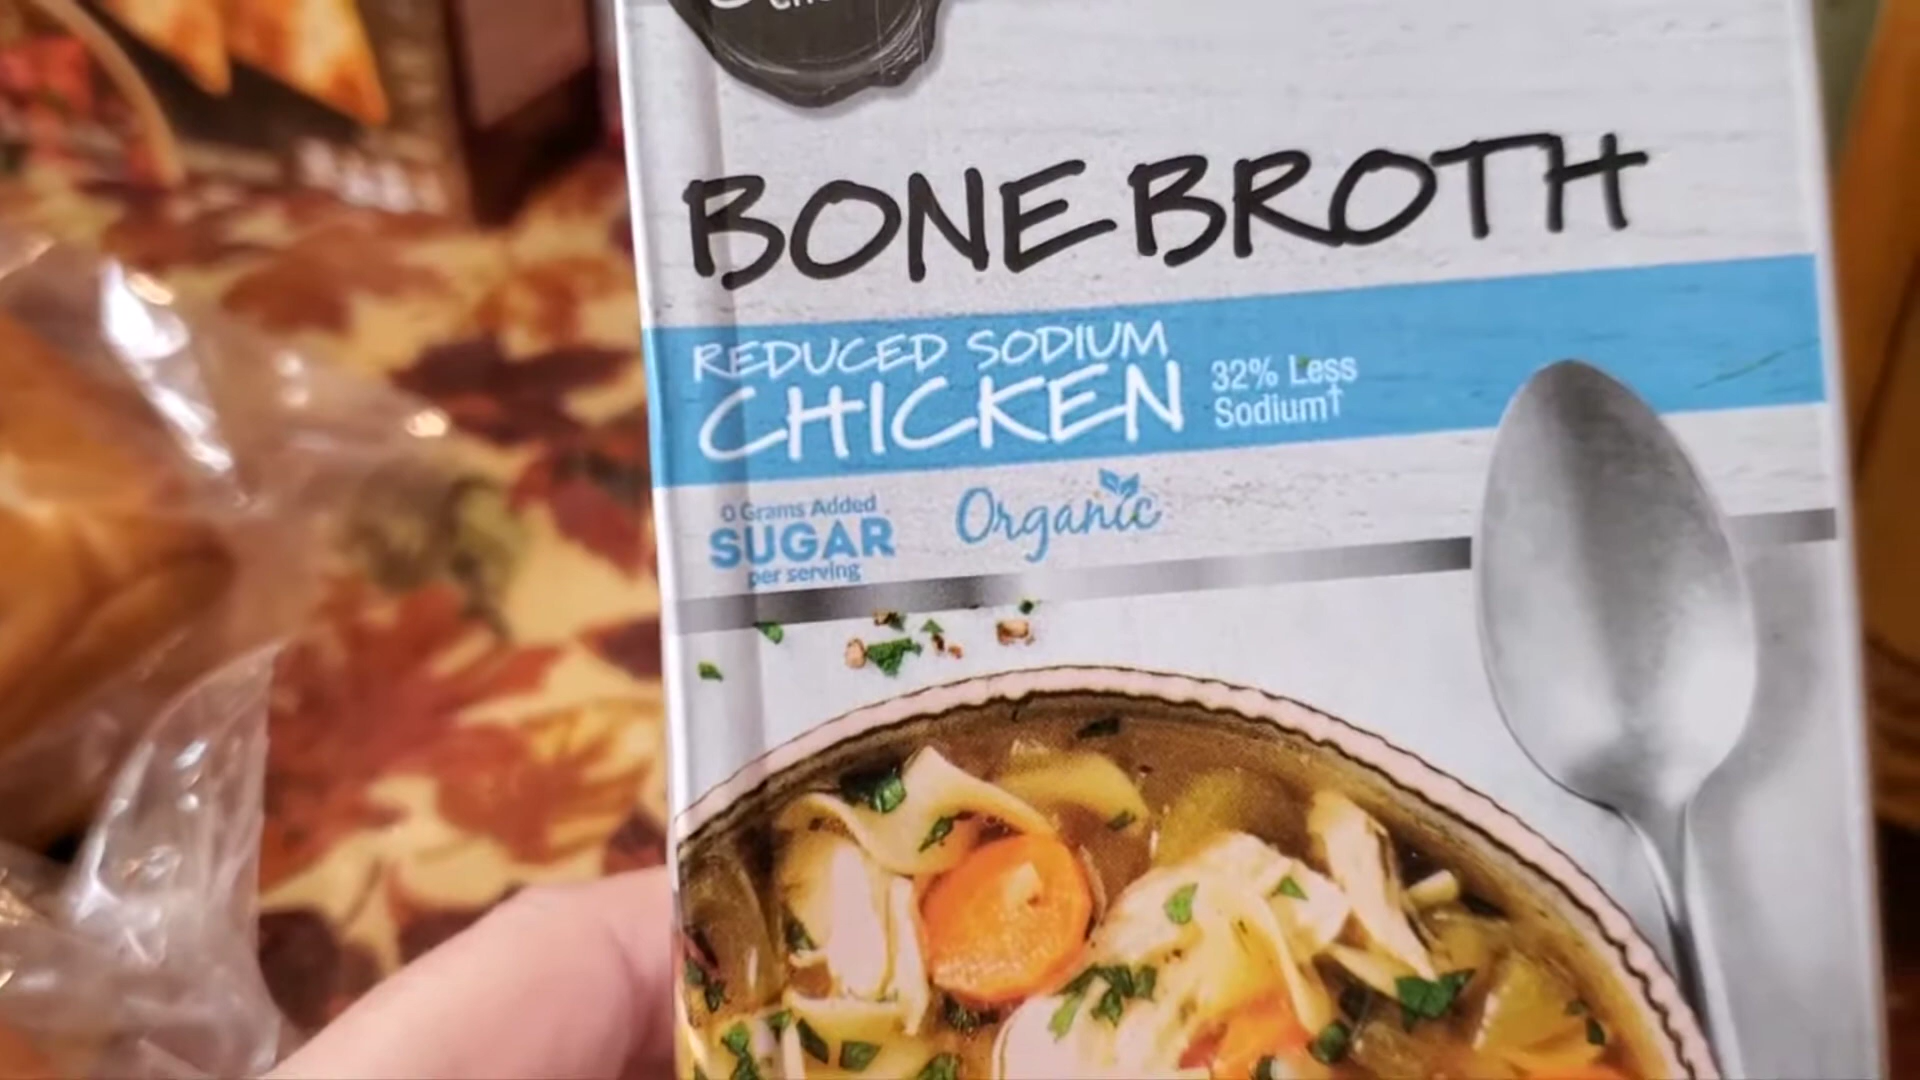 BONE BROTH
REDUCED SODIUM
CHICKEN
32% Less
Sodium†
0 Grams Added
SUGAR
per serving
Organic